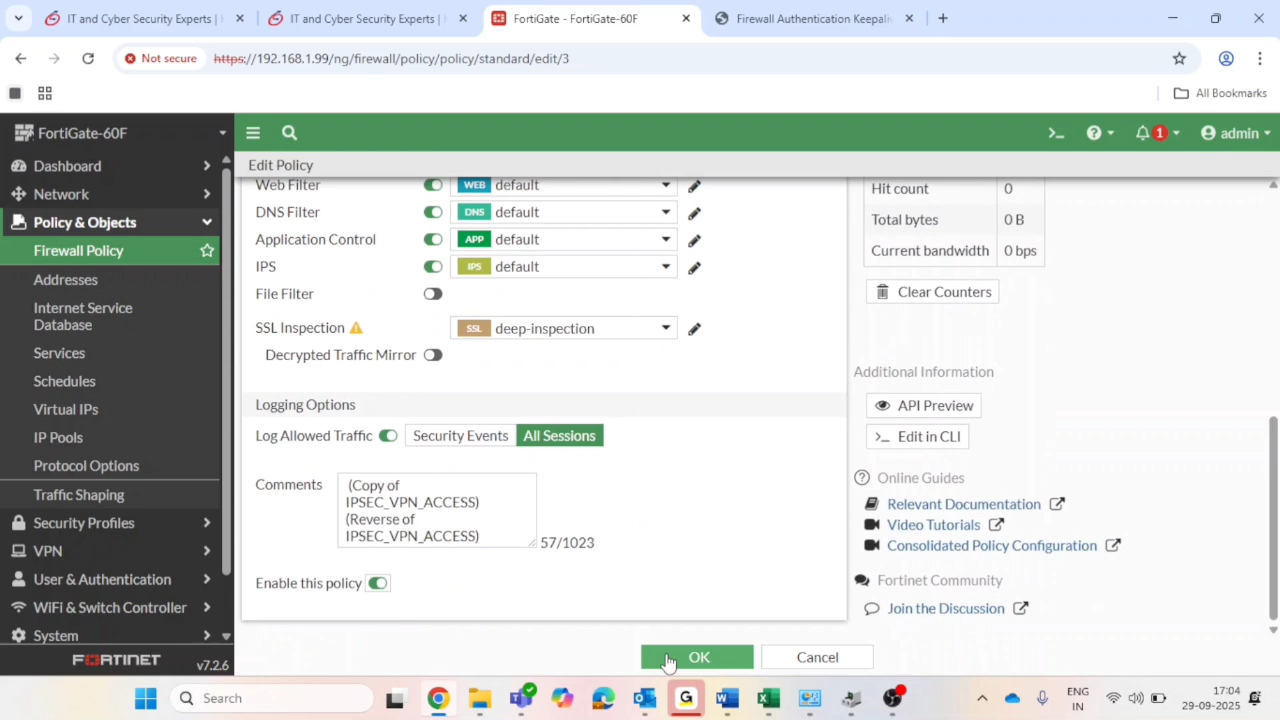 IT and Cyber Security Experts |
IT and Cyber Security Experts |
FortiGate - FortiGate-60F
Firewall Authentication Keepali
Not secure
https://192.168.1.99/ng/firewall/policy/policy/standard/edit/3
All Bookmarks
FortiGate-60F
>_
?
1
admin
Dashboard
Network
Policy & Objects
Firewall Policy
Addresses
Internet Service
Database
Services
Schedules
Virtual IPs
IP Pools
Protocol Options
Traffic Shaping
Security Profiles
VPN
User & Authentication
WiFi & Switch Controller
System
FORTINET
v7.2.6
Edit Policy
Web Filter
WEB default
DNS Filter
DNS default
Application Control
APP default
IPS
IPS default
File Filter
SSL Inspection
SSL deep-inspection
Decrypted Traffic Mirror
Logging Options
Log Allowed Traffic
Security Events
All Sessions
Comments
(Copy of
IPSEC_VPN_ACCESS)
(Reverse of
IPSEC_VPN_ACCESS)
57/1023
Enable this policy
OK
Cancel
Hit count 0
Total bytes 0 B
Current bandwidth 0 bps
Clear Counters
Additional Information
API Preview
>_ Edit in CLI
Online Guides
Relevant Documentation
Video Tutorials
Consolidated Policy Configuration
Fortinet Community
Join the Discussion
Search
ENG
IN
17:04
29-09-2025